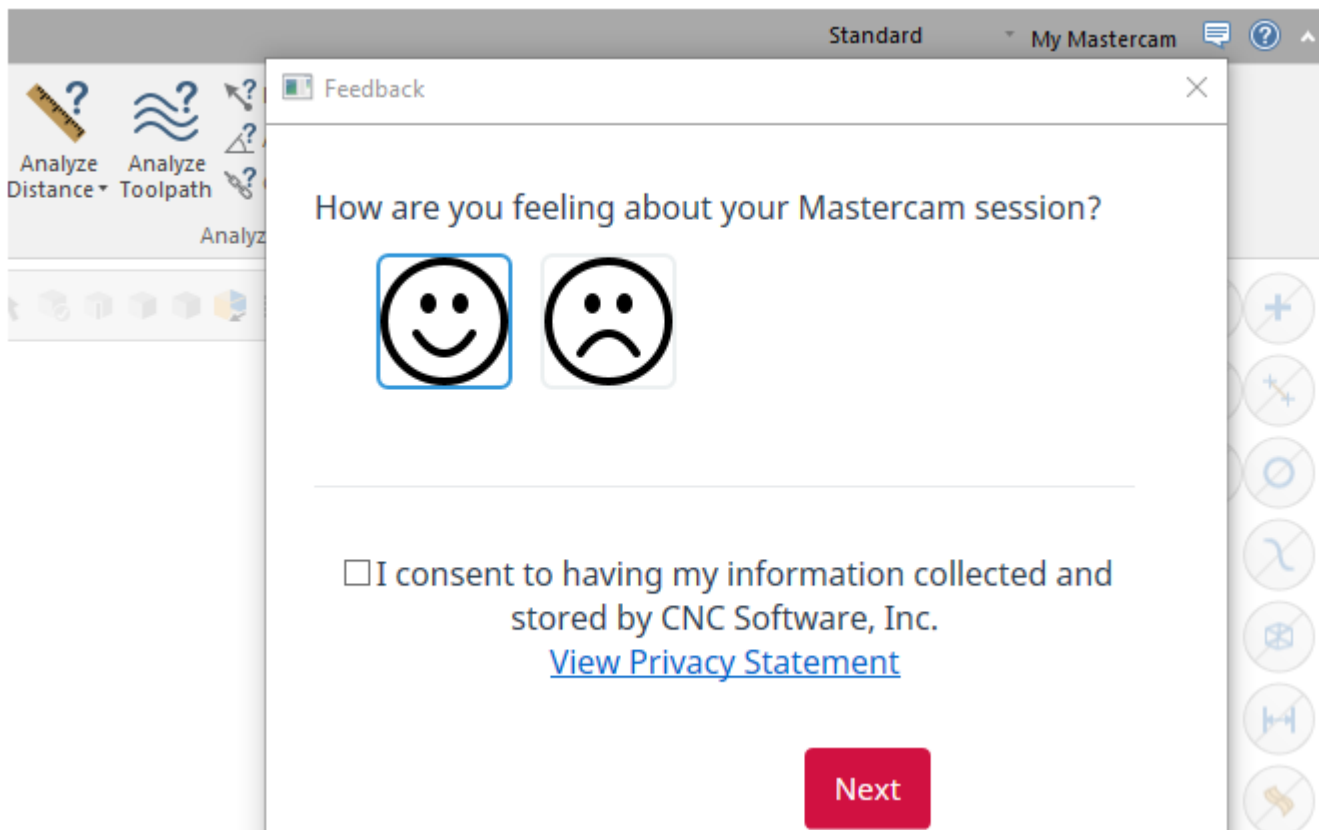 Standard
My Mastercam
Feedback
Analyze
Distance
Analyze
Toolpath
Analyz
How are you feeling about your Mastercam session?
I consent to having my information collected and
stored by CNC Software, Inc.
View Privacy Statement
Next